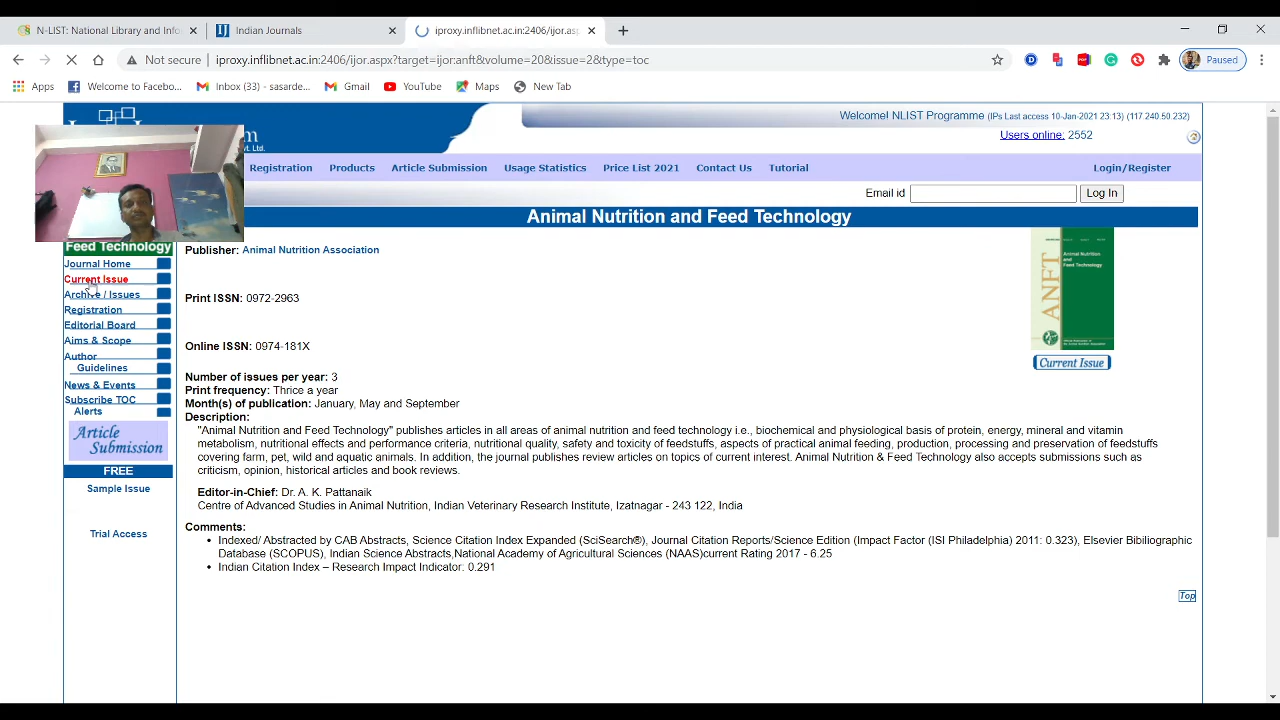 N-LIST: National Library and Info
Indian Journals
iproxy.inflibnet.ac.in:2406/ijor.asp
Not secure
iproxy.inflibnet.ac.in:2406/ijor.aspx?target=ijor:anft&volume=20&issue=2&type=toc
Paused
Apps
Welcome to Facebo...
Inbox (33) - sasarde...
Gmail
YouTube
Maps
New Tab
Welcome! NLIST Programme (IPs Last access 10-Jan-2021 23:13) (117 240.50.232)
vt. Ltd.
Users online: 2552
Registration
Products
Article Submission
Usage Statistics
Price List 2021
Contact Us
Tutorial
Login/Register
Email id
Log In
Animal Nutrition and Feed Technology
Feed Technology
Journal Home
Current Issue
Archive / Issues
Registration
Editorial Board
Aims & Scope
Author
Guidelines
News & Events
Subscribe TOC
Alerts
Article
Submission
FREE
Sample Issue
Trial Access
Publisher: Animal Nutrition Association
Print ISSN: 0972-2963
Online ISSN: 0974-181X
Number of issues per year: 3
Print frequency: Thrice a year
Month(s) of publication: January, May and September
Description:
"Animal Nutrition and Feed Technology" publishes articles in all areas of animal nutrition and feed technology i.e., biochemical and physiological basis of protein, energy, mineral and vitamin
metabolism, nutritional effects and performance criteria, nutritional quality, safety and toxicity of feedstuffs, aspects of practical animal feeding, production, processing and preservation of feedstuffs
covering farm, pet, wild and aquatic animals. In addition, the journal publishes review articles on topics of current interest. Animal Nutrition & Feed Technology also accepts submissions such as
criticism, opinion, historical articles and book reviews.
Editor-in-Chief: Dr. A. K. Pattanaik
Centre of Advanced Studies in Animal Nutrition, Indian Veterinary Research Institute, Izatnagar - 243 122, India
Comments:
Indexed/ Abstracted by CAB Abstracts, Science Citation Index Expanded (SciSearch®), Journal Citation Reports/Science Edition (Impact Factor (ISI Philadelphia) 2011: 0.323), Elsevier Bibiliographic
Database (SCOPUS), Indian Science Abstracts,National Academy of Agricultural Sciences (NAAS)current Rating 2017 - 6.25
Indian Citation Index – Research Impact Indicator: 0.291
Animal Nutrition
and
Feed Technology
ANFT
Current Issue
Top